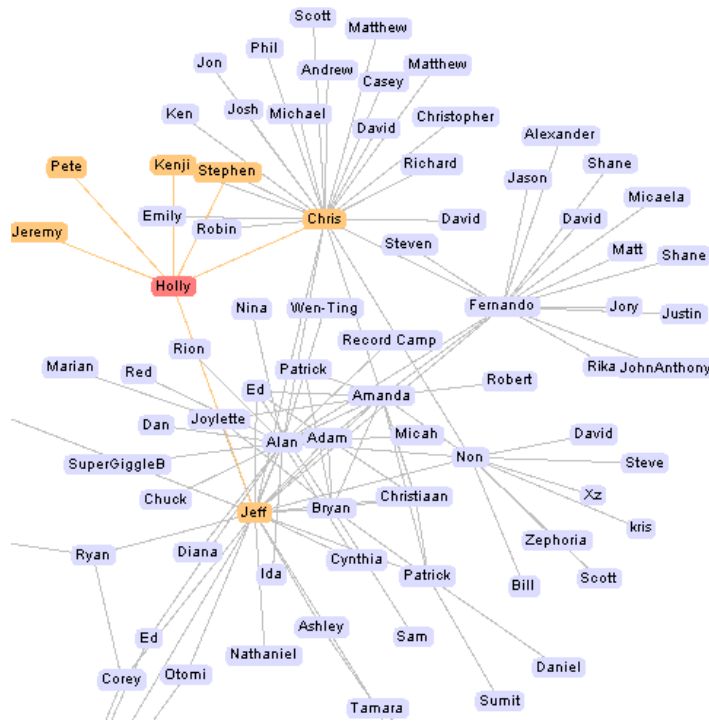 Scott
Matthew
Phil
Jon
Andrew
Matthew
Casey
Josh
Michael
Ken
Christopher
David
Alexander
Pete
Kenji
Stephen
Richard
Shane
Jason
Micaela
Emily
Chris
David
David
Robin
Jeremy
Steven
Matt
Shane
Holly
Nina
Wen-Ting
Fernando
Jory
Justin
Rion
Record Camp
Marian
Red
Patrick
Rika
JohnAnthony
Ed
Amanda
Robert
Joylette
Dan
Alan
Adam
Micah
David
SuperGiggleB
Non
Steve
Chuck
Christiaan
Xz
Jeff
Bryan
kris
Ryan
Diana
Cynthia
Zephoria
Ida
Patrick
Bill
Scott
Ed
Ashley
Sam
Nathaniel
Daniel
Corey
Otomi
Tamara
Sumit